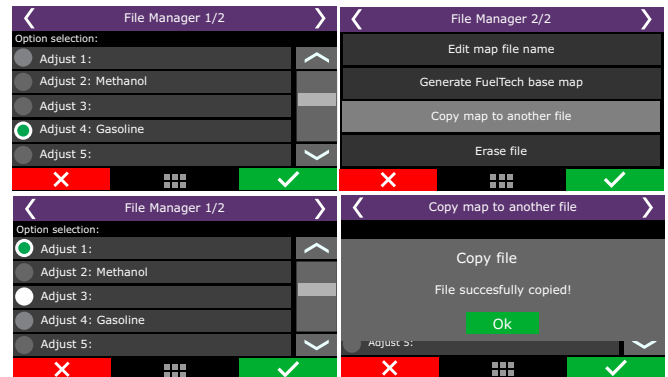 File Manager 1/2
Option selection:
Adjust 1:
Adjust 2: Methanol
Adjust 3:
Adjust 4: Gasoline
Adjust 5:
File Manager 2/2
Edit map file name
Generate FuelTech base map
Copy map to another file
Erase file
File Manager 1/2
Option selection:
Adjust 1:
Adjust 2: Methanol
Adjust 3:
Adjust 4: Gasoline
Adjust 5:
Copy map to another file
Copy file
File succesfully copied!
Ok
Adjust 5: